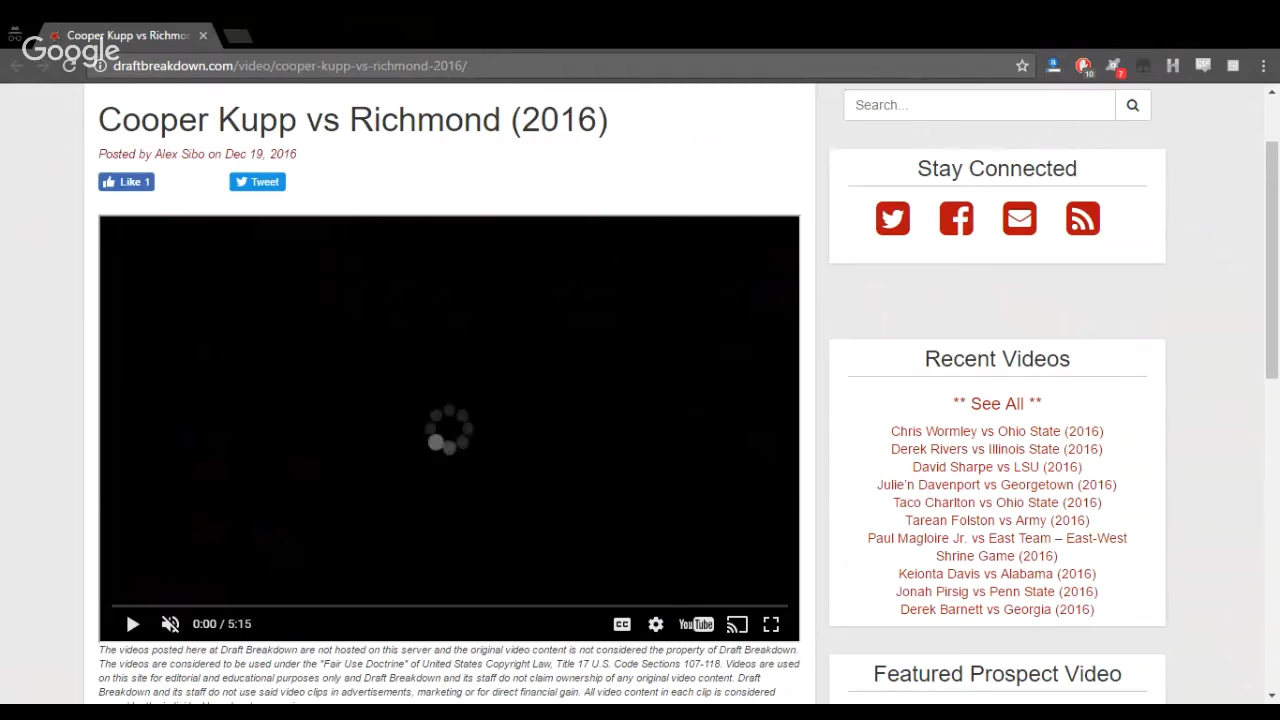 Cooper Kupp vs Richmon
Google
draftbreakdown.com/video/cooper-kupp-vs-richmond-2016/
10
7
Cooper Kupp vs Richmond (2016)
Posted by Alex Sibo on Dec 19, 2016
Like 1
Tweet
0:00 / 5:15
CC
YouTube
The videos posted here at Draft Breakdown are not hosted on this server and the original video content is not considered the property of Draft Breakdown.
The videos are considered to be used under the "Fair Use Doctrine" of United States Copyright Law, Title 17 U.S. Code Sections 107-118. Videos are used
on this site for editorial and educational purposes only and Draft Breakdown and its staff do not claim ownership of any original video content. Draft
Breakdown and its staff do not use said video clips in advertisements, marketing or for direct financial gain. All video content in each clip is considered
Search...
Stay Connected
Recent Videos
** See All **
Chris Wormley vs Ohio State (2016)
Derek Rivers vs Illinois State (2016)
David Sharpe vs LSU (2016)
Julie'n Davenport vs Georgetown (2016)
Taco Charlton vs Ohio State (2016)
Tarean Folston vs Army (2016)
Paul Magloire Jr. vs East Team – East-West
Shrine Game (2016)
Keionta Davis vs Alabama (2016)
Jonah Pirsig vs Penn State (2016)
Derek Barnett vs Georgia (2016)
Featured Prospect Video